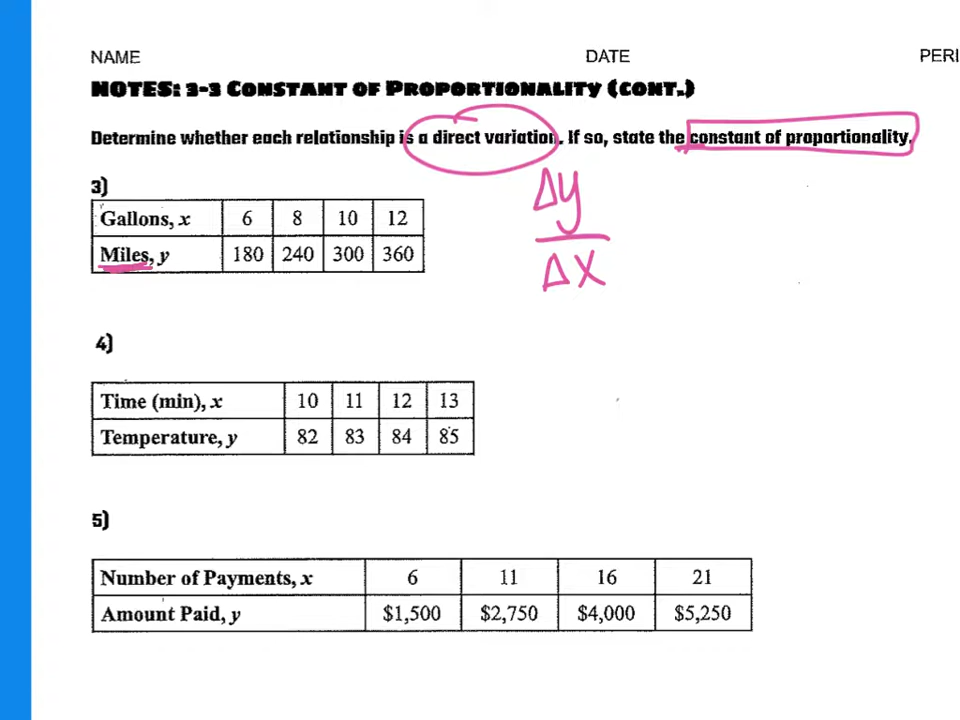 NAME DATE PERI
NOTES: 3-3 CONSTANT OF PROPORTIONALITY (CONT.)
Determine whether each relationship is a direct variation. If so, state the constant of proportionality.
3)
Gallons, x 6 8 10 12
Miles, y 180 240 300 360
Δy
Δx
4)
Time (min), x 10 11 12 13
Temperature, y 82 83 84 85
5)
Number of Payments, x 6 11 16 21
Amount Paid, y $1,500 $2,750 $4,000 $5,250